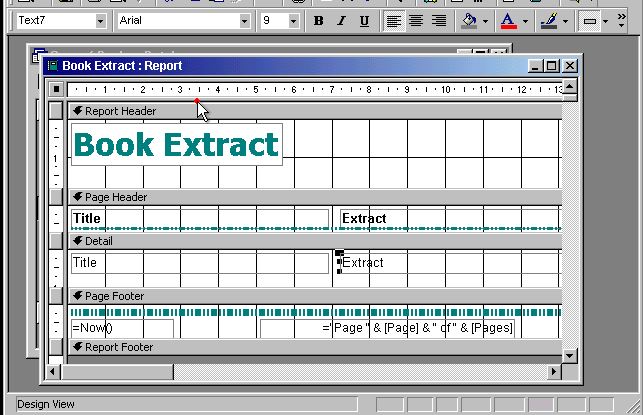 Text7 Arial 9 B I U »
Book Extract : Report
1 2 3 4 5 6 7 8 9 10 11 12 13
Report Header
1
Book Extract
Page Header
Title Extract
Detail
Title Extract
Page Footer
=Now() ="Page " & [Page] & " of " & [Pages]
Report Footer
Design View